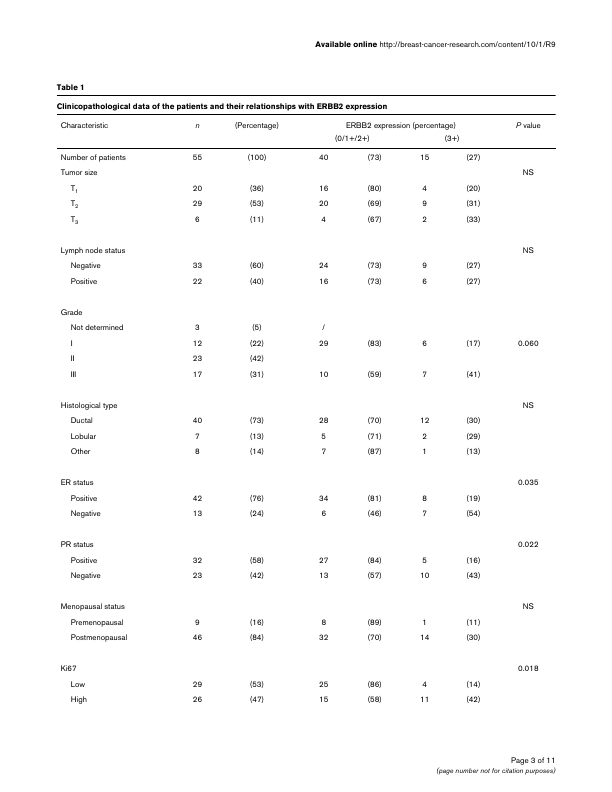 Available online http://breast-cancer-research.com/content/10/1/R9
Table 1
Clinicopathological data of the patients and their relationships with ERBB2 expression
Characteristic n (Percentage) ERBB2 expression (percentage) P value
(0/1+/2+) (3+)
Number of patients 55 (100) 40 (73) 15 (27)
Tumor size NS
T1 20 (36) 16 (80) 4 (20)
T2 29 (53) 20 (69) 9 (31)
T3 6 (11) 4 (67) 2 (33)
Lymph node status NS
Negative 33 (60) 24 (73) 9 (27)
Positive 22 (40) 16 (73) 6 (27)
Grade
Not determined 3 (5) /
I 12 (22) 29 (83) 6 (17) 0.060
II 23 (42)
III 17 (31) 10 (59) 7 (41)
Histological type NS
Ductal 40 (73) 28 (70) 12 (30)
Lobular 7 (13) 5 (71) 2 (29)
Other 8 (14) 7 (87) 1 (13)
ER status 0.035
Positive 42 (76) 34 (81) 8 (19)
Negative 13 (24) 6 (46) 7 (54)
PR status 0.022
Positive 32 (58) 27 (84) 5 (16)
Negative 23 (42) 13 (57) 10 (43)
Menopausal status NS
Premenopausal 9 (16) 8 (89) 1 (11)
Postmenopausal 46 (84) 32 (70) 14 (30)
Ki67 0.018
Low 29 (53) 25 (86) 4 (14)
High 26 (47) 15 (58) 11 (42)
Page 3 of 11
(page number not for citation purposes)